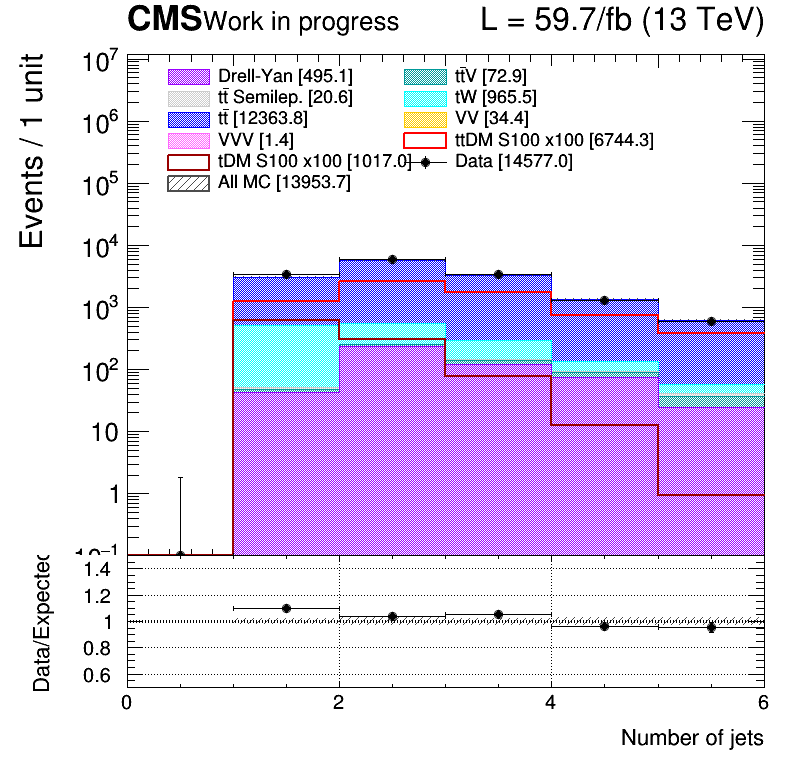 CMS Work in progress L = 59.7/fb (13 TeV)
Events / 1 unit
10⁷
10⁶
10⁵
10⁴
10³
10²
10
1
10⁻¹
Drell-Yan [495.1] tt̄V [72.9]
tt̄ Semilep. [20.6] tW [965.5]
tt̄ [12363.8] VV [34.4]
VVV [1.4] ttDM S100 x100 [6744.3]
tDM S100 x100 [1017.0] Data [14577.0]
All MC [13953.7]
Data/Expected
1.4
1.2
1
0.8
0.6
0 2 4 6
Number of jets